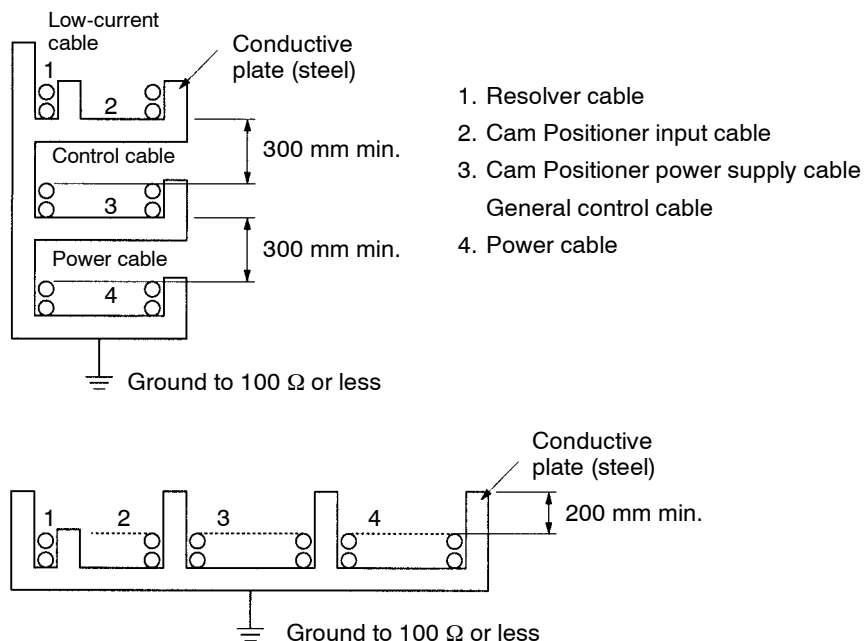 Low-current
cable
Conductive
plate (steel)
1
2
300 mm min.
Control cable
3
300 mm min.
Power cable
4
Ground to 100 Ω or less
1. Resolver cable
2. Cam Positioner input cable
3. Cam Positioner power supply cable
General control cable
4. Power cable
Conductive
plate (steel)
1 2 3 4
200 mm min.
Ground to 100 Ω or less